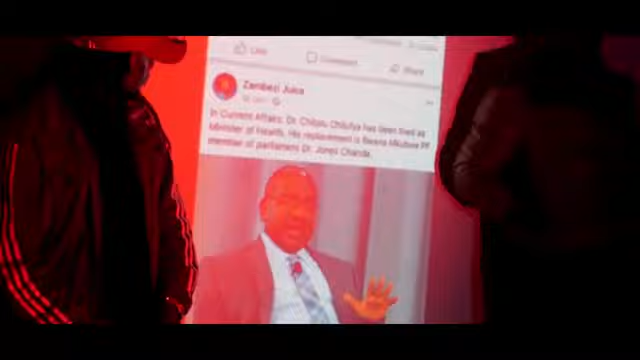 Like Comment Share
Zambezi Juice
In Current Affairs: Dr. Chitalu Chilufya has been fired as
Minister of Health. His replacement is Bwana Mkubwa PF
member of parliament Dr. Jonas Chanda.